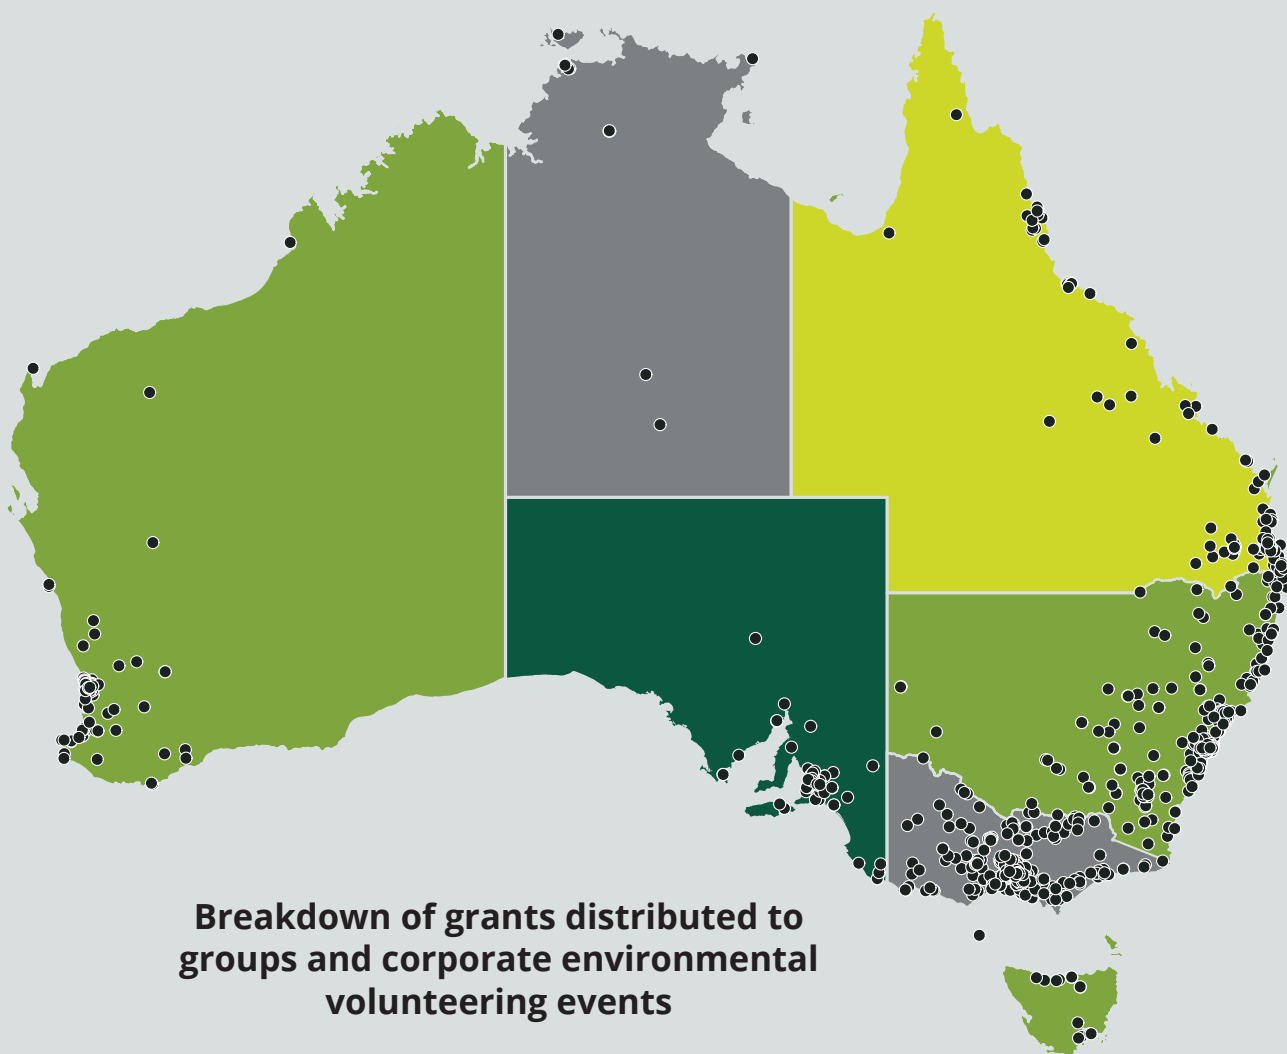 Breakdown of grants distributed to
groups and corporate environmental
volunteering events